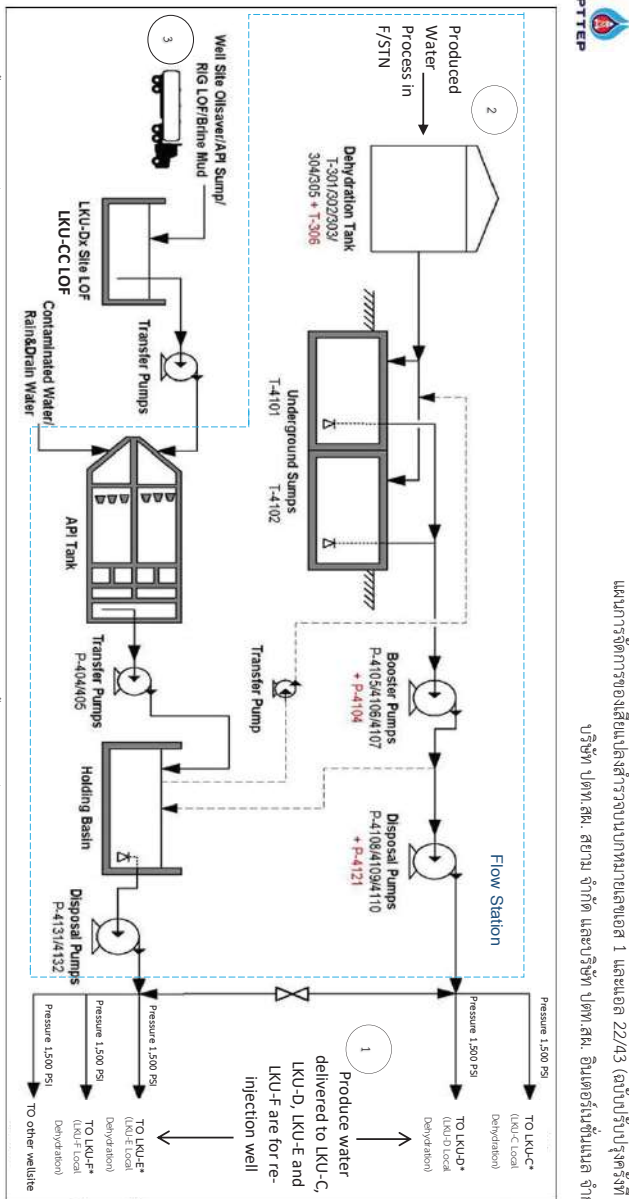 PTTEP
แผนการจัดการของเสียแปลงสำรวจบนบกหมายเลขเอส 1 และแอล 22/43 (ฉบับปรับปรุงครั้งที่
บริษัท ปตท.สผ. สยาม จำกัด และบริษัท ปตท.สผ. อินเตอร์เนชั่นแนล จำกั
Flow Station
2
Produced
Water
Process in
F/STN
Dehydration Tank
T-301/302/303/
304/305 + T-306
Underground Sumps
T-4101
T-4102
Booster Pumps
P-4105/4106/4107
+ P-4104
Disposal Pumps
P-4108/4109/4110
+ P-4121
Pressure 1,500 PSI
TO LKU-C*
(LKU-C Local
Dehydration)
Pressure 1,500 PSI
TO LKU-D*
(LKU-D Local
Dehydration)
1
Produce water
delivered to LKU-C,
LKU-D, LKU-E and
LKU-F are for re-
injection well
3
Well Site Oilsaver/API Sump/
RIG LOF/Brine Mud
LKU-Dx Site LOF
LKU-CC LOF
Transfer Pumps
Contaminated Water/
Rain&Drain Water
API Tank
Transfer Pumps
P-404/405
Transfer Pump
Holding Basin
Disposal Pumps
P-4131/4132
Pressure 1,500 PSI
TO LKU-E*
(LKU-E Local
Dehydration)
Pressure 1,500 PSI
TO LKU-F*
(LKU-F Local
Dehydration)
Pressure 1,500 PSI
TO other wellsite